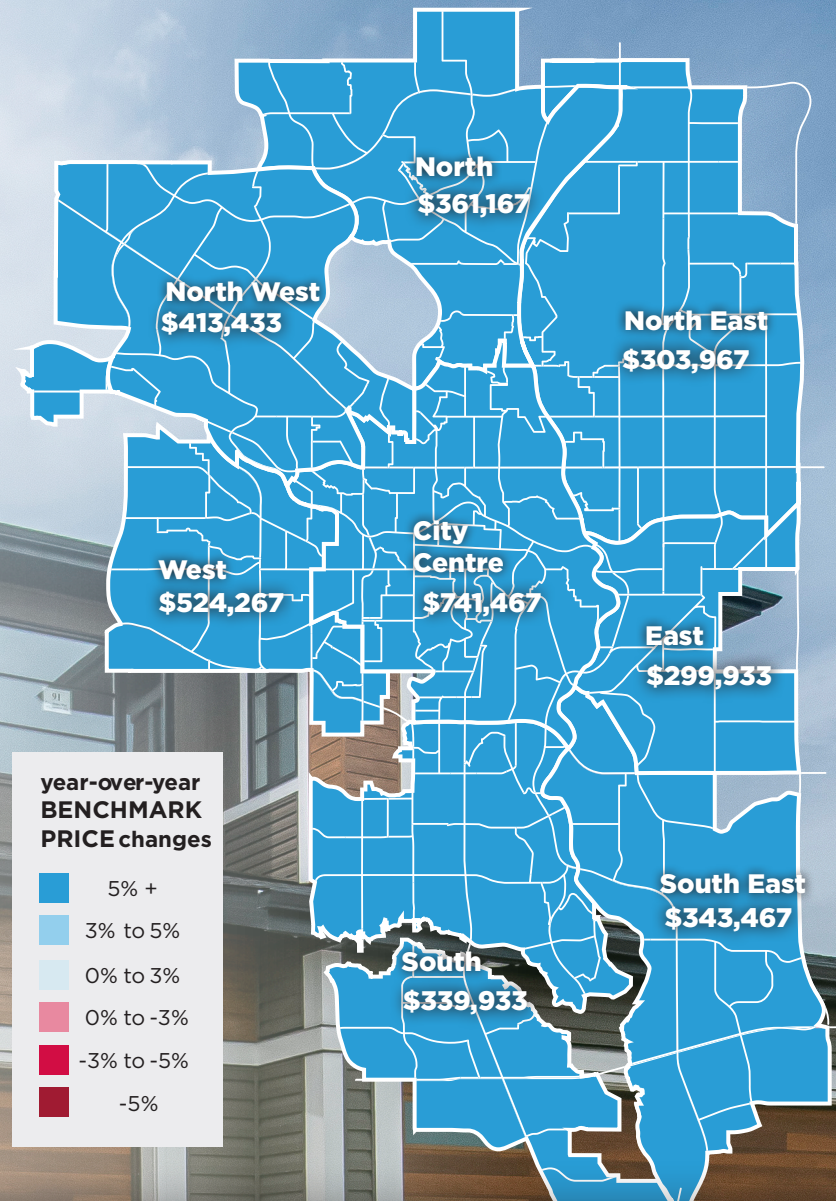 North
$361,167
North West
$413,433
North East
$303,967
City
Centre
$741,467
West
$524,267
East
$299,933
year-over-year
BENCHMARK
PRICE changes
5% +
3% to 5%
0% to 3%
0% to -3%
-3% to -5%
-5%
South East
$343,467
South
$339,933